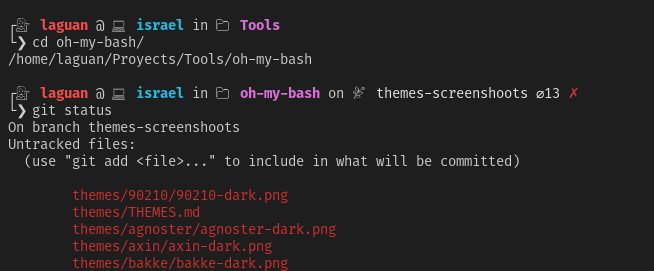 laguan @ israel in Tools
❯ cd oh-my-bash/
/home/laguan/Proyects/Tools/oh-my-bash
laguan @ israel in oh-my-bash on themes-screenshoots ⌀13 ✗
❯ git status
On branch themes-screenshoots
Untracked files:
(use "git add <file>..." to include in what will be committed)
themes/90210/90210-dark.png
themes/THEMES.md
themes/agnoster/agnoster-dark.png
themes/axin/axin-dark.png
themes/bakke/bakke-dark.png